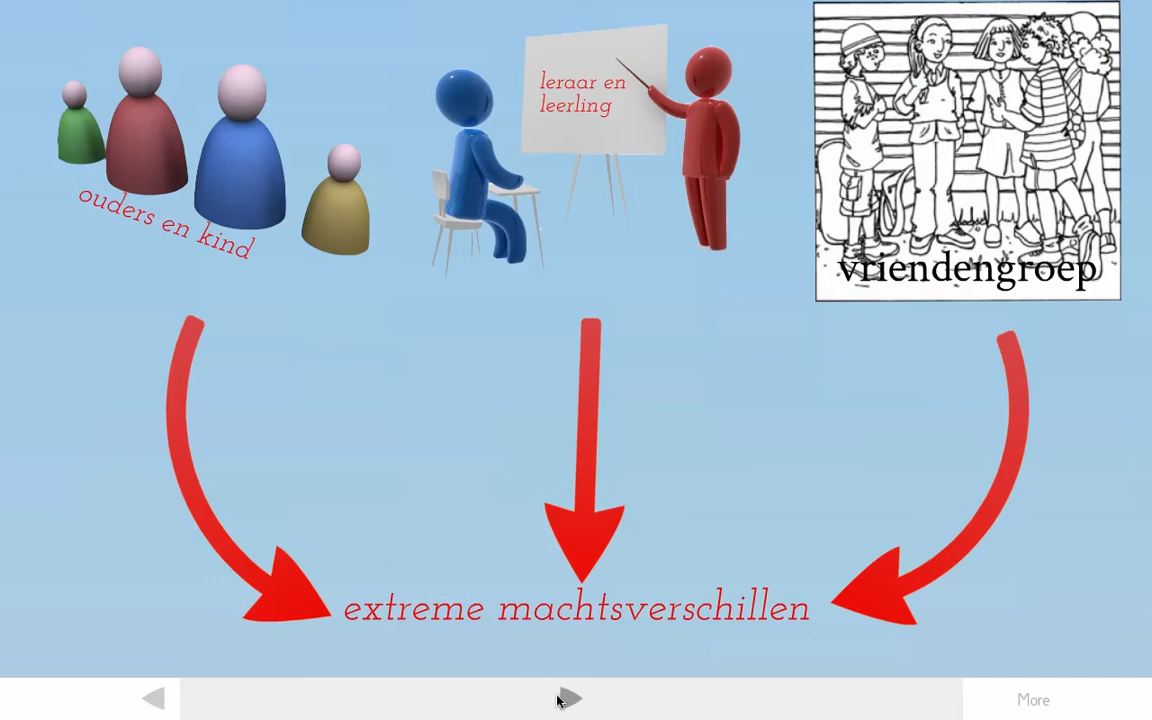 ouders en kind
leraar en
leerling
vriendengroep
extreme machtsverschillen
More